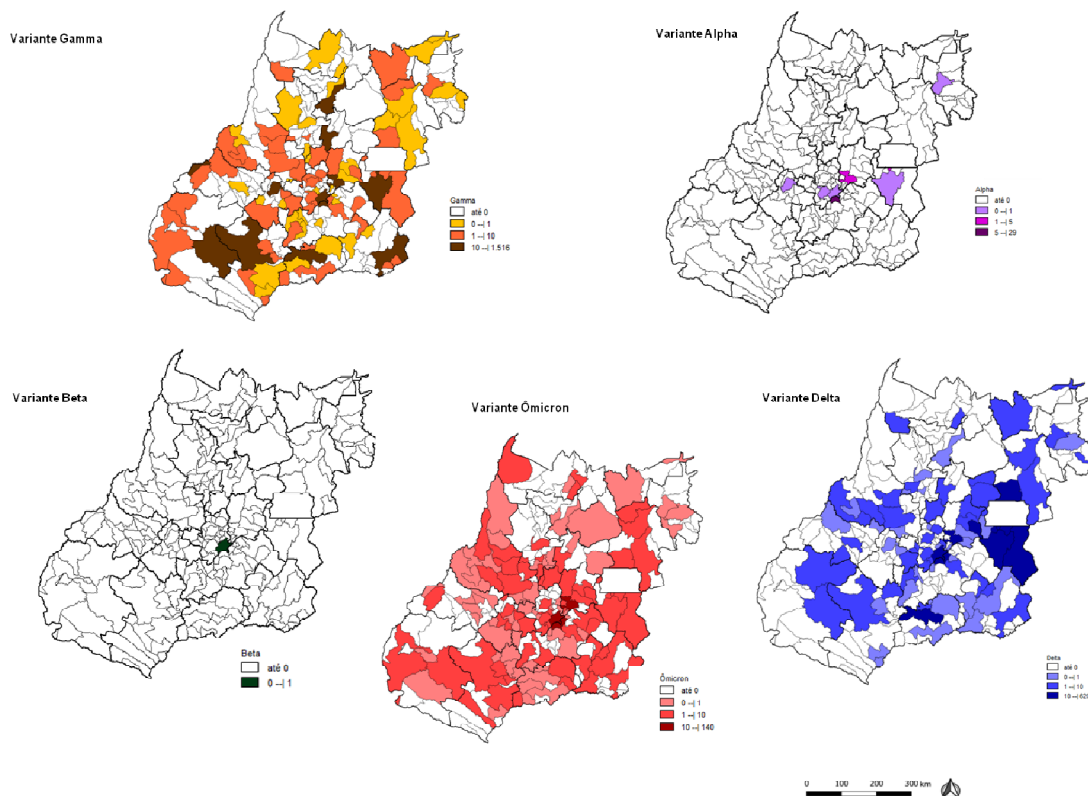 Variante Gamma
Gamma
até 0
0 --| 1
1 --| 10
10 --| 1.516
Variante Alpha
Alpha
até 0
0 --| 1
1 --| 5
5 --| 29
Variante Beta
Beta
até 0
0 --| 1
Variante Ômicron
Ômicron
até 0
0 --| 1
1 --| 10
10 --| 140
Variante Delta
Delta
até 0
0 --| 1
1 --| 10
0 100 200 300 km